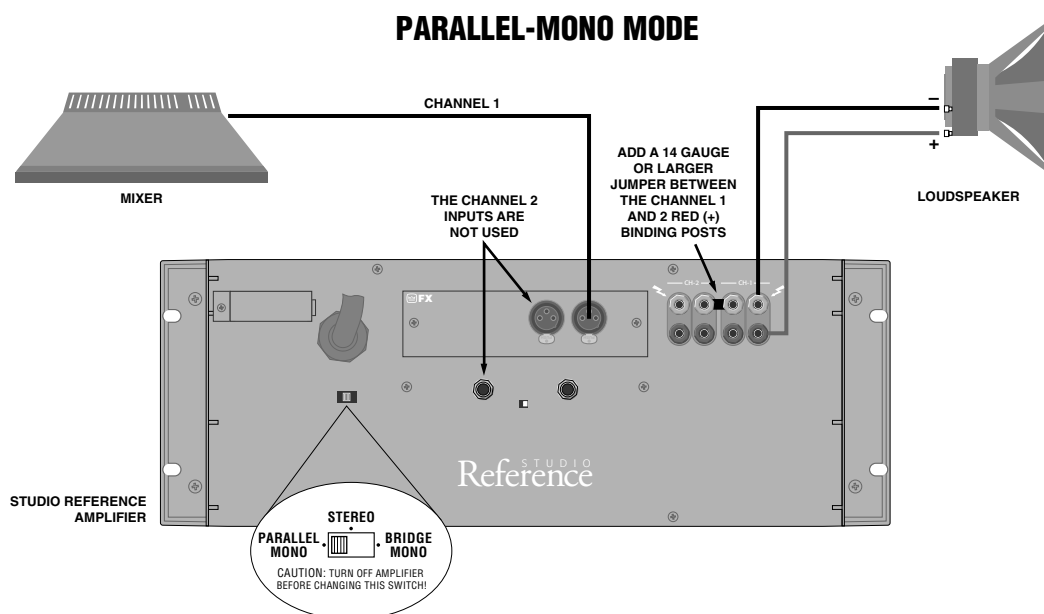 PARALLEL-MONO MODE
CHANNEL 1
MIXER
THE CHANNEL 2
INPUTS ARE
NOT USED
ADD A 14 GAUGE
OR LARGER
JUMPER BETWEEN
THE CHANNEL 1
AND 2 RED (+)
BINDING POSTS
–
+
LOUDSPEAKER
CH-2
CH-1
FX
STUDIO
Reference
STUDIO REFERENCE
AMPLIFIER
STEREO
PARALLEL
MONO
BRIDGE
MONO
CAUTION: TURN OFF AMPLIFIER
BEFORE CHANGING THIS SWITCH!